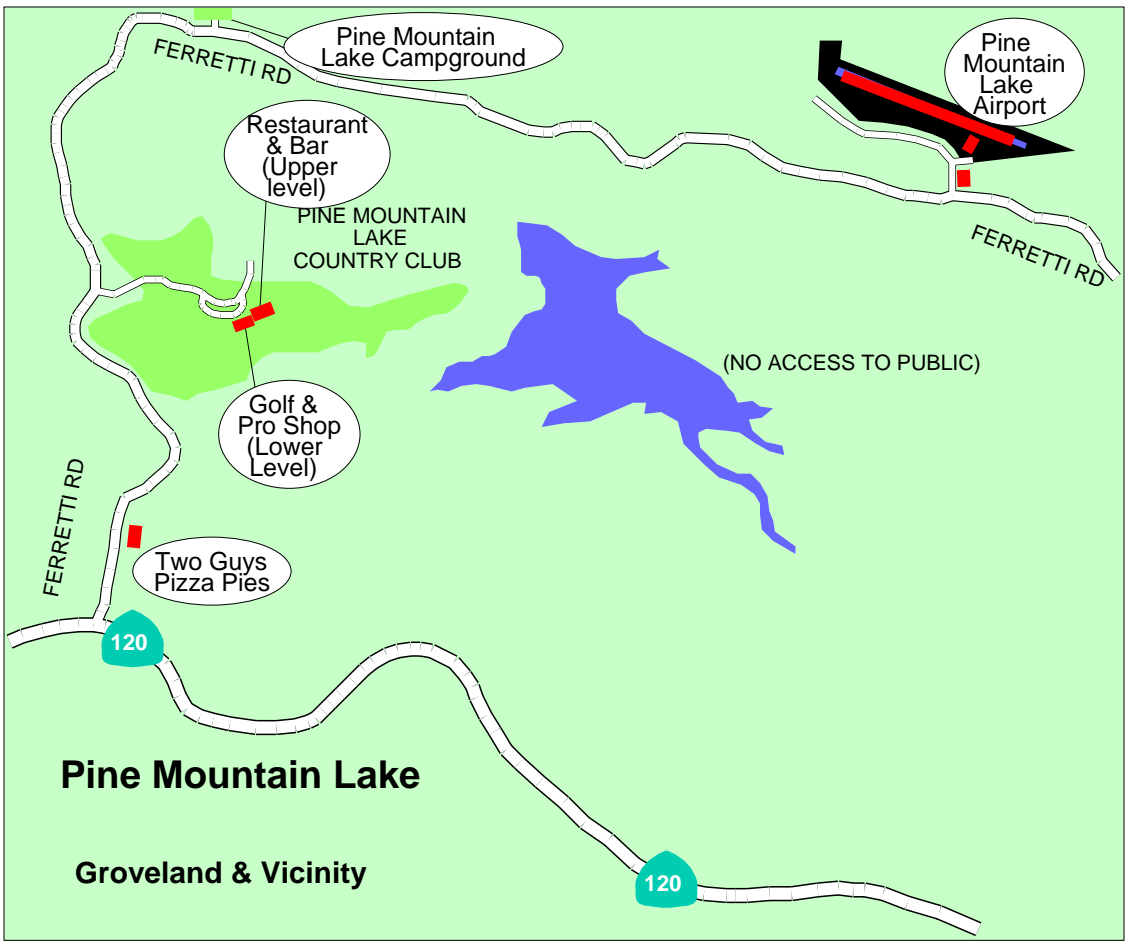 Pine Mountain
Lake Campground
FERRETTI RD
Pine
Mountain
Lake
Airport
Restaurant
& Bar
(Upper
level)
PINE MOUNTAIN
LAKE
COUNTRY CLUB
FERRETTI RD
(NO ACCESS TO PUBLIC)
Golf &
Pro Shop
(Lower
Level)
FERRETTI RD
Two Guys
Pizza Pies
120
Pine Mountain Lake
Groveland & Vicinity
120